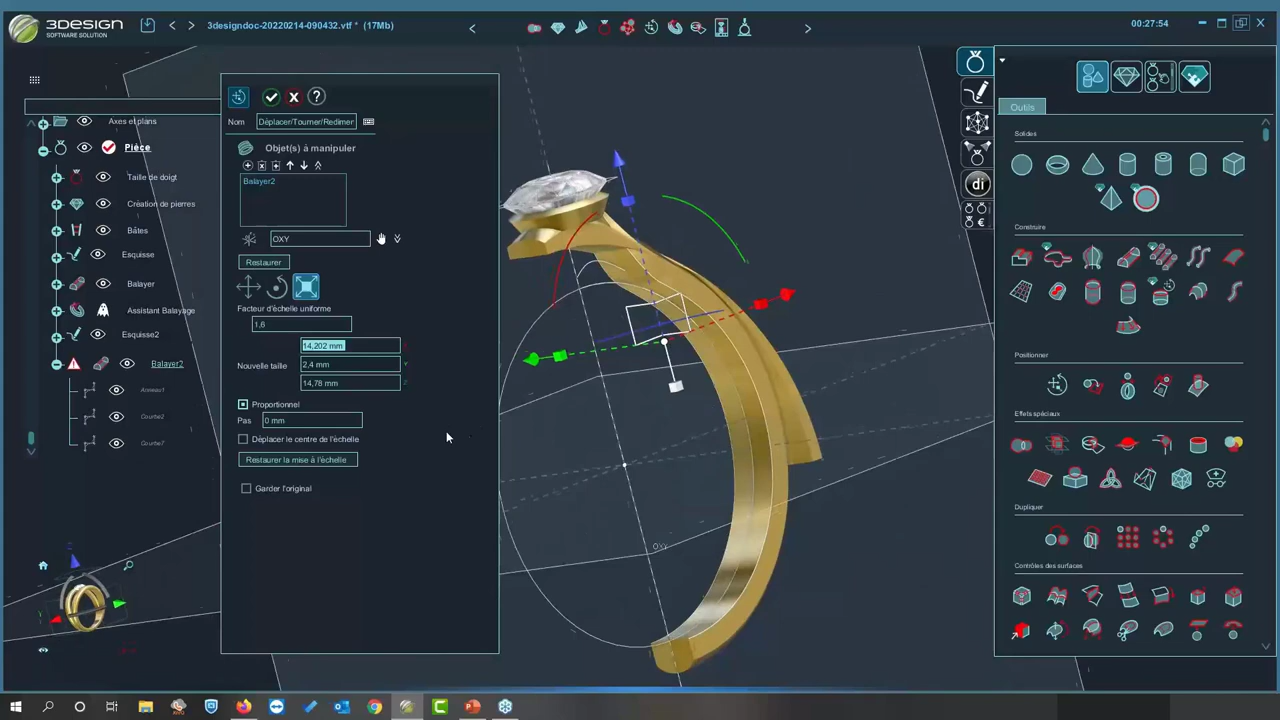 3DESIGN
SOFTWARE SOLUTION
3designdoc-20220214-090432.vtf * (17Mb)
00:27:54
Axes et plans
Pièce
Taille de doigt
Création de pierres
Bâtes
Esquisse
Balayer
Assistant Balayage
Esquisse2
Balayer2
Courbe2
Nom
Déplacer/Tourner/Redimer
Objet(s) à manipuler
Balayer2
OXY
Restaurer
Facteur d'échelle uniforme
1,6
14,202 mm
Nouvelle taille
2,4 mm
14,78 mm
Proportionnel
Pas
0 mm
Déplacer le centre de l'échelle
Restaurer la mise à l'échelle
Garder l'original
OXY
di
Outils
Solides
Construire
Positionner
Effets spéciaux
Dupliquer
Contrôles des surfaces